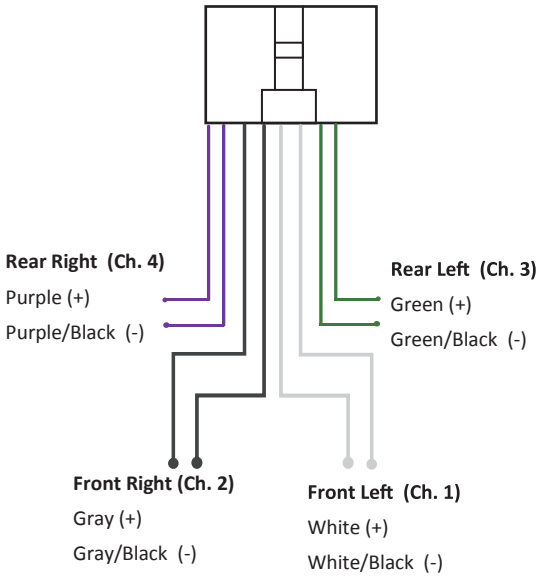 Rear Right  (Ch. 4)
Purple (+)
Purple/Black  (-)
Rear Left  (Ch. 3)
Green (+)
Green/Black  (-)
Front Right (Ch. 2)
Gray (+)
Gray/Black  (-)
Front Left  (Ch. 1)
White (+)
White/Black  (-)